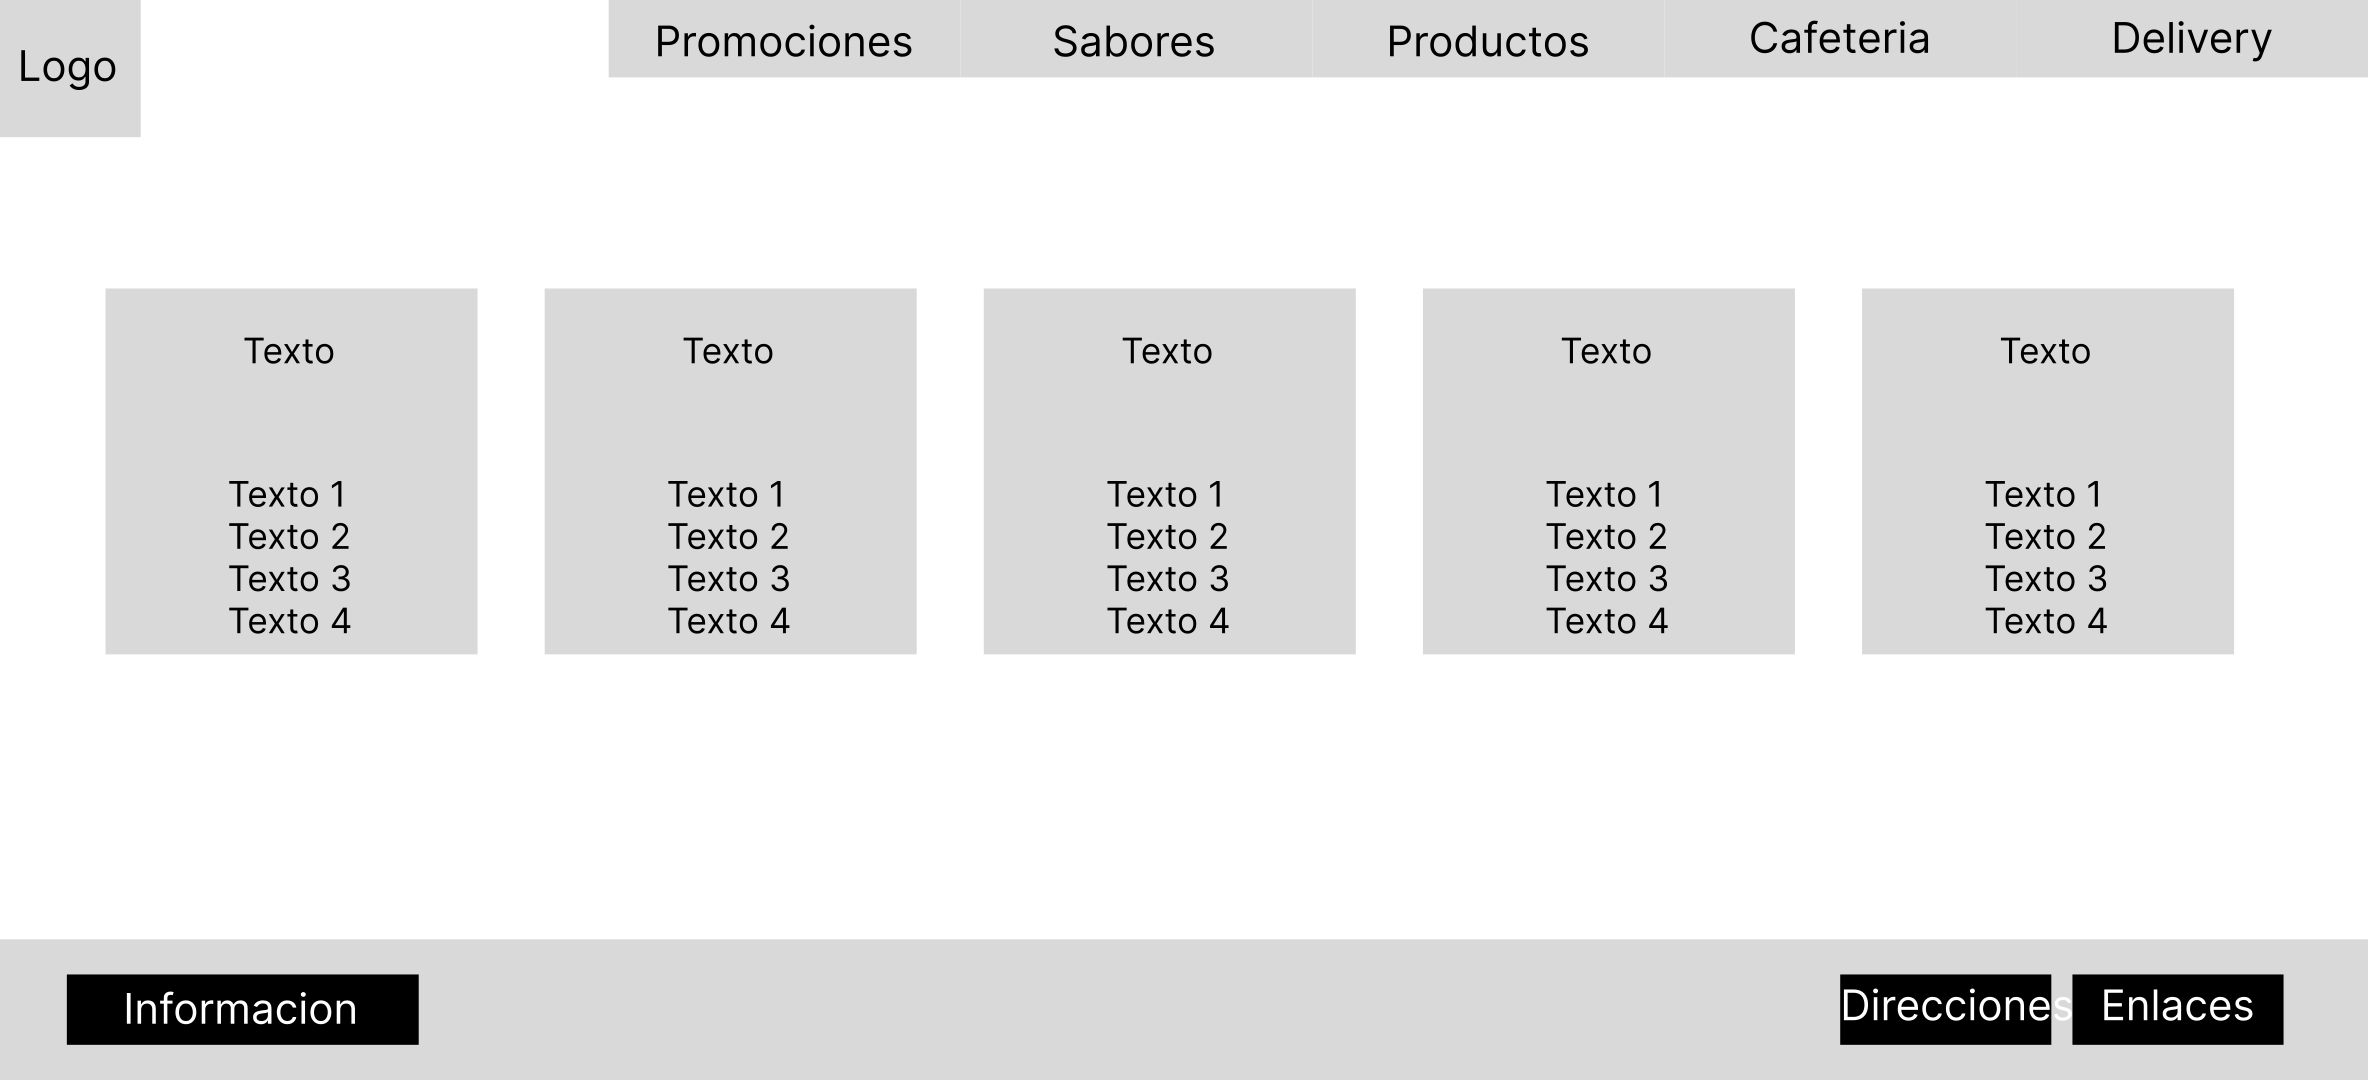 Logo
Promociones
Sabores
Productos
Cafeteria
Delivery
Texto
Texto 1
Texto 2
Texto 3
Texto 4
Texto
Texto 1
Texto 2
Texto 3
Texto 4
Texto
Texto 1
Texto 2
Texto 3
Texto 4
Texto
Texto 1
Texto 2
Texto 3
Texto 4
Texto
Texto 1
Texto 2
Texto 3
Texto 4
Informacion
Direcciones
Enlaces